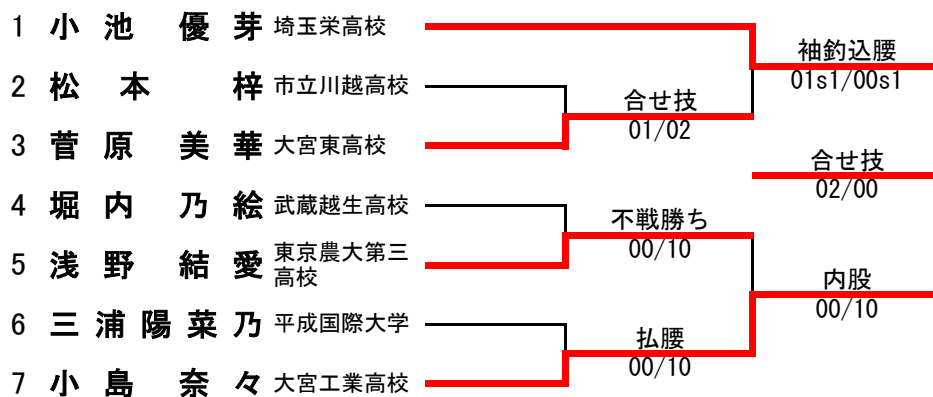 1 小池 優芽 埼玉栄高校
2 松本 梓 市立川越高校
3 菅原 美華 大宮東高校
4 堀内 乃絵 武蔵越生高校
5 浅野 結愛 東京農大第三
高校
6 三浦陽菜乃 平成国際大学
7 小島 奈々 大宮工業高校
合せ技
01/02
不戦勝ち
00/10
払腰
00/10
袖釣込腰
01s1/00s1
合せ技
02/00
内股
00/10